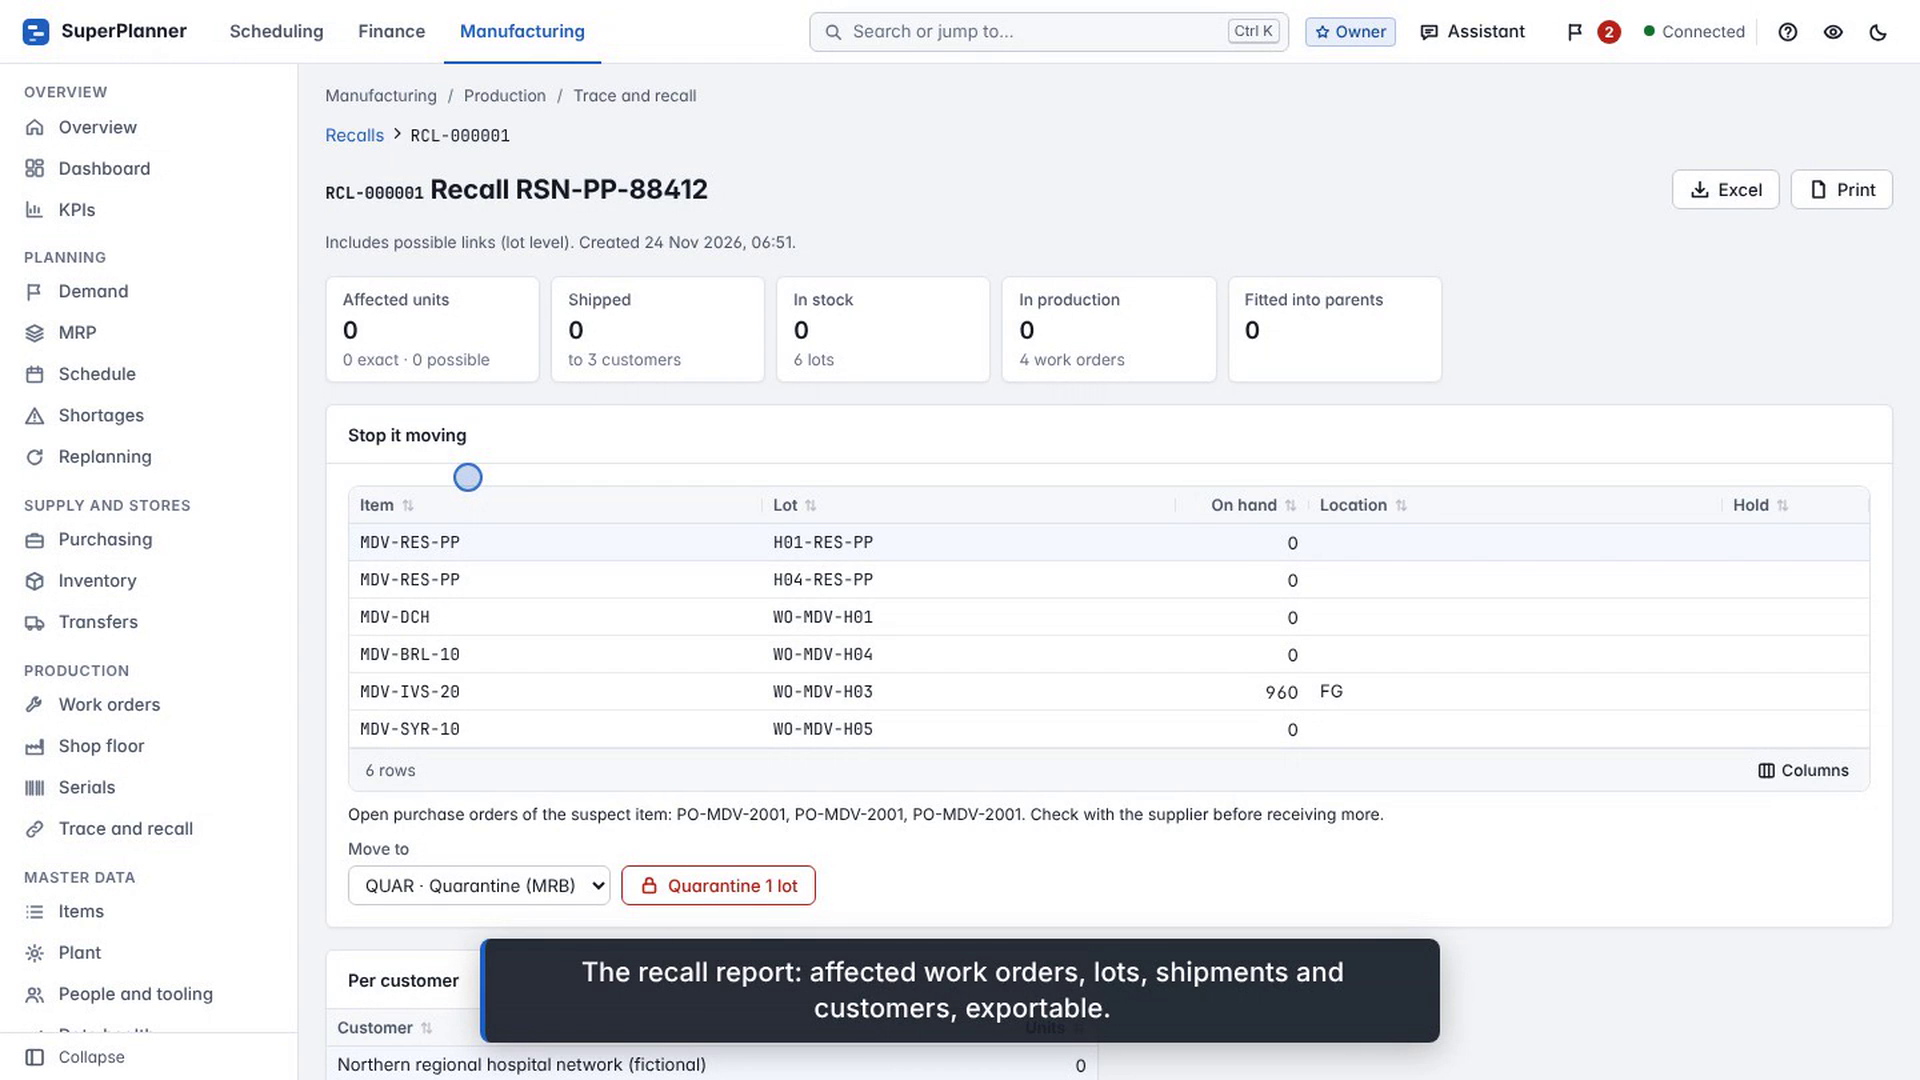 SuperPlanner
Scheduling
Finance
Manufacturing
Search or jump to...
Ctrl K
Owner
Assistant
2
Connected
OVERVIEW
Overview
Dashboard
KPIs
PLANNING
Demand
MRP
Schedule
Shortages
Replanning
SUPPLY AND STORES
Purchasing
Inventory
Transfers
PRODUCTION
Work orders
Shop floor
Serials
Trace and recall
MASTER DATA
Items
Plant
People and tooling
Collapse
Manufacturing / Production / Trace and recall
Recalls > RCL-000001
RCL-000001 Recall RSN-PP-88412
Excel
Print
Includes possible links (lot level). Created 24 Nov 2026, 06:51.
Affected units
0
0 exact · 0 possible
Shipped
0
to 3 customers
In stock
0
6 lots
In production
0
4 work orders
Fitted into parents
0
Stop it moving
Item Lot On hand Location Hold
MDV-RES-PP H01-RES-PP 0
MDV-RES-PP H04-RES-PP 0
MDV-DCH WO-MDV-H01 0
MDV-BRL-10 WO-MDV-H04 0
MDV-IVS-20 WO-MDV-H03 960 FG
MDV-SYR-10 WO-MDV-H05 0
6 rows
Columns
Open purchase orders of the suspect item: PO-MDV-2001, PO-MDV-2001, PO-MDV-2001. Check with the supplier before receiving more.
Move to
QUAR · Quarantine (MRB)
Quarantine 1 lot
Per customer
Customer Units
Northern regional hospital network (fictional) 0
The recall report: affected work orders, lots, shipments and
customers, exportable.